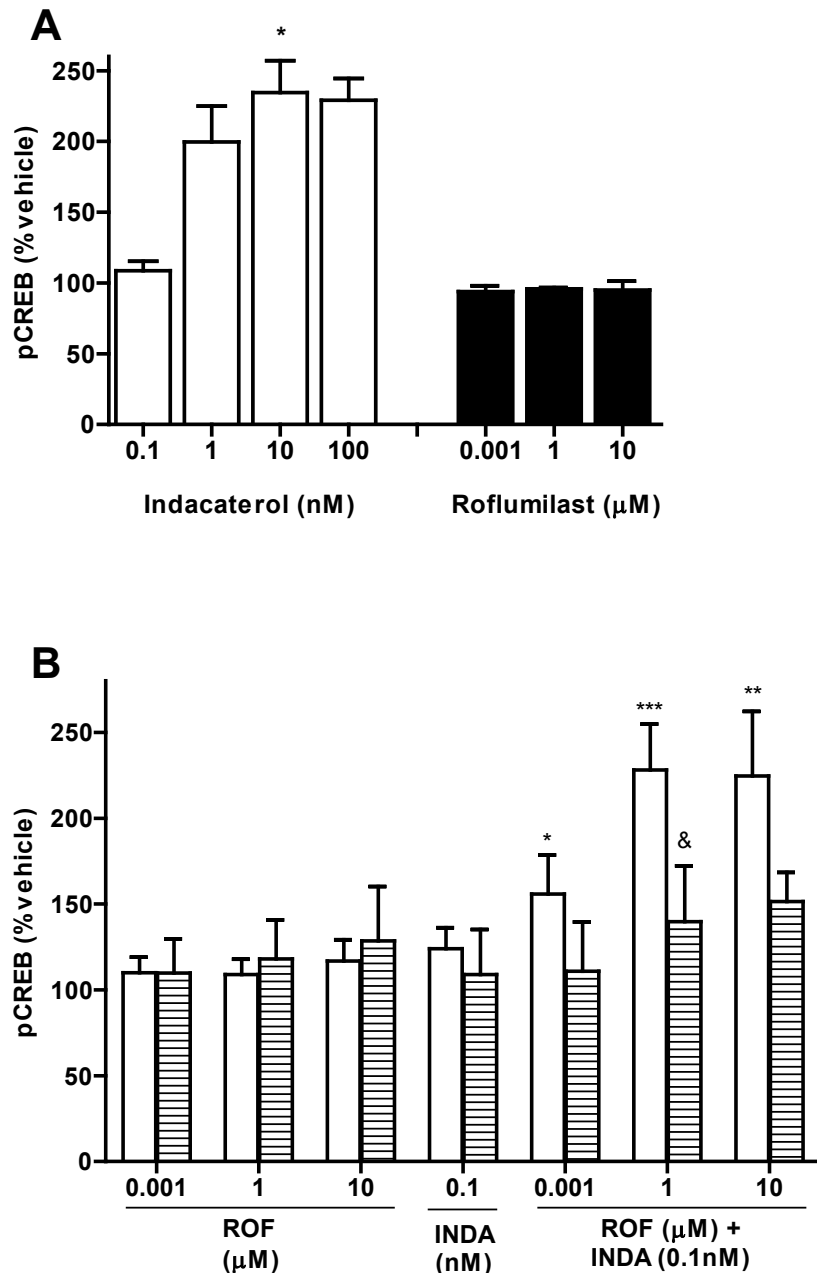 A
*
250
200
150
100
50
0
pCREB (% vehicle)
0.1 1 10 100 0.001 1 10
Indacaterol (nM) Roflumilast (μM)
B
*** **
250
* &
200
150
100
50
0
pCREB (% vehicle)
0.001 1 10 0.1 0.001 1 10
ROF INDA ROF (μM) +
(μM) (nM) INDA (0.1nM)